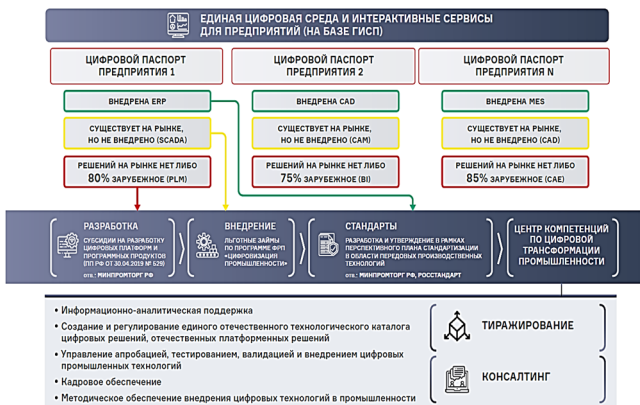 ЕДИНАЯ ЦИФРОВАЯ СРЕДА И ИНТЕРАКТИВНЫЕ СЕРВИСЫ
ДЛЯ ПРЕДПРИЯТИЙ (НА БАЗЕ ГИСП)
ЦИФРОВОЙ ПАСПОРТ
ПРЕДПРИЯТИЯ 1
ЦИФРОВОЙ ПАСПОРТ
ПРЕДПРИЯТИЯ 2
ЦИФРОВОЙ ПАСПОРТ
ПРЕДПРИЯТИЯ N
ВНЕДРЕНА ERP
ВНЕДРЕНА CAD
ВНЕДРЕНА MES
СУЩЕСТВУЕТ НА РЫНКЕ,
НО НЕ ВНЕДРЕНО (SCADA)
СУЩЕСТВУЕТ НА РЫНКЕ,
НО НЕ ВНЕДРЕНО (CAM)
СУЩЕСТВУЕТ НА РЫНКЕ,
НО НЕ ВНЕДРЕНО (CAD)
РЕШЕНИЙ НА РЫНКЕ НЕТ ЛИБО
80% ЗАРУБЕЖНОЕ (PLM)
РЕШЕНИЙ НА РЫНКЕ НЕТ ЛИБО
75% ЗАРУБЕЖНОЕ (BI)
РЕШЕНИЙ НА РЫНКЕ НЕТ ЛИБО
85% ЗАРУБЕЖНОЕ (CAE)
РАЗРАБОТКА
СУБСИДИИ НА РАЗРАБОТКУ
ЦИФРОВЫХ ПЛАТФОРМ И
ПРОГРАММНЫХ ПРОДУКТОВ
(ПП РФ ОТ 30.04.2019 № 529)
ОТВ.: МИНПРОМТОРГ РФ
ВНЕДРЕНИЕ
ЛЬГОТНЫЕ ЗАЙМЫ
ПО ПРОГРАММЕ ФРП
«ЦИФРОВИЗАЦИЯ
ПРОМЫШЛЕННОСТИ»
СТАНДАРТЫ
РАЗРАБОТКА И УТВЕРЖДЕНИЕ В РАМКАХ
ПЕРСПЕКТИВНОГО ПЛАНА СТАНДАРТИЗАЦИИ
В ОБЛАСТИ ПЕРЕДОВЫХ ПРОИЗВОДСТВЕННЫХ
ТЕХНОЛОГИЙ
ОТВ.: МИНПРОМТОРГ РФ, РОССТАНДАРТ
ЦЕНТР КОМПЕТЕНЦИЙ
ПО ЦИФРОВОЙ
ТРАНСФОРМАЦИИ
ПРОМЫШЛЕННОСТИ
• Информационно-аналитическая поддержка
• Создание и регулирование единого отечественного технологического каталога
цифровых решений, отечественных платформенных решений
• Управление апробацией, тестированием, валидацией и внедрением цифровых
промышленных технологий
• Кадровое обеспечение
• Методическое обеспечение внедрения цифровых технологий в промышленности
ТИРАЖИРОВАНИЕ
КОНСАЛТИНГ